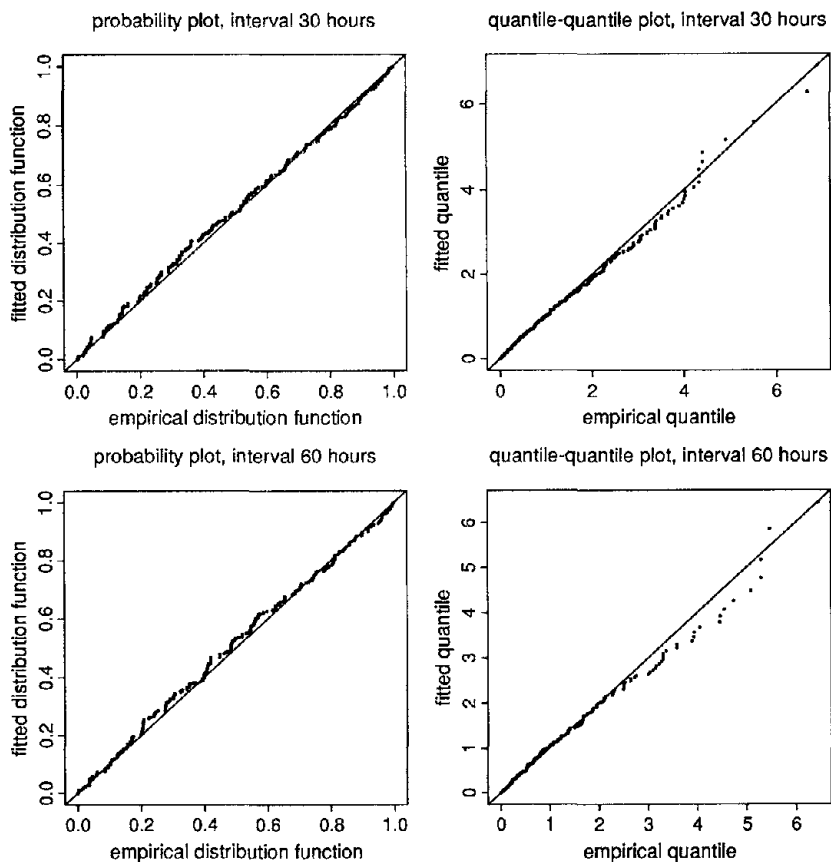 probability plot, interval 30 hours
fitted distribution function
1.0
0.8
0.6
0.4
0.2
0.0
0.0 0.2 0.4 0.6 0.8 1.0
empirical distribution function
quantile-quantile plot, interval 30 hours
fitted quantile
6
4
2
0
0 2 4 6
empirical quantile
probability plot, interval 60 hours
fitted distribution function
1.0
0.8
0.6
0.4
0.2
0.0
0.0 0.2 0.4 0.6 0.8 1.0
empirical distribution function
quantile-quantile plot, interval 60 hours
fitted quantile
6
5
4
3
2
1
0
0 1 2 3 4 5 6
empirical quantile